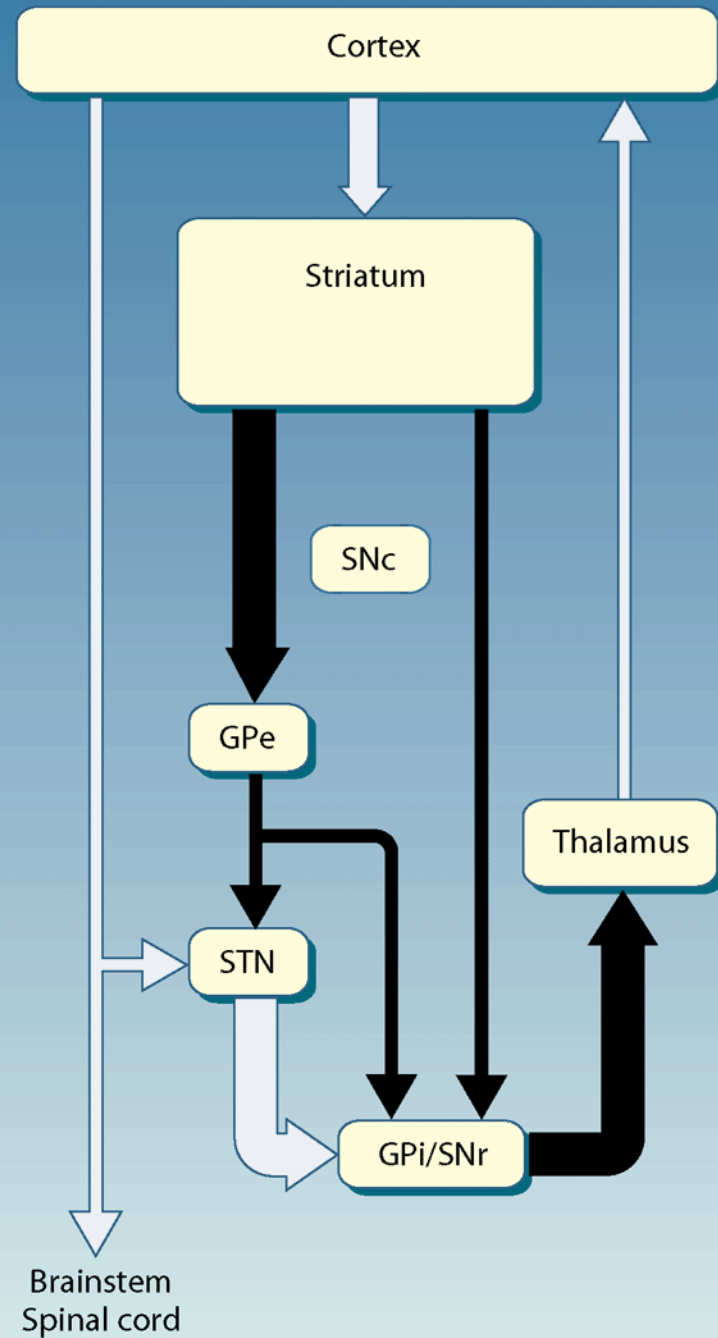 Cortex
Striatum
SNc
GPe
Thalamus
STN
GPi/SNr
Brainstem
Spinal cord